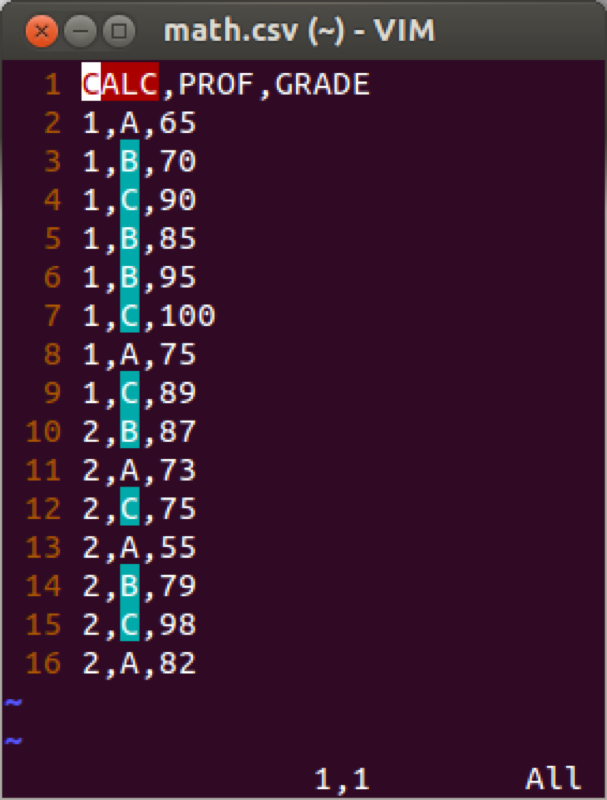 math.csv (~) - VIM
1 CALC,PROF,GRADE
2 1,A,65
3 1,B,70
4 1,C,90
5 1,B,85
6 1,B,95
7 1,C,100
8 1,A,75
9 1,C,89
10 2,B,87
11 2,A,73
12 2,C,75
13 2,A,55
14 2,B,79
15 2,C,98
16 2,A,82
~
~
1,1 All